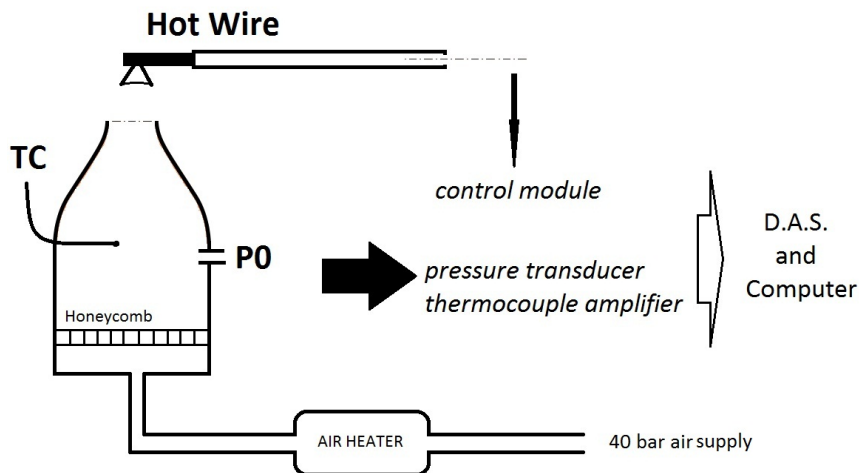 Hot Wire
TC
control module
D.A.S.
and
Computer
P0
pressure transducer
thermocouple amplifier
Honeycomb
AIR HEATER
40 bar air supply